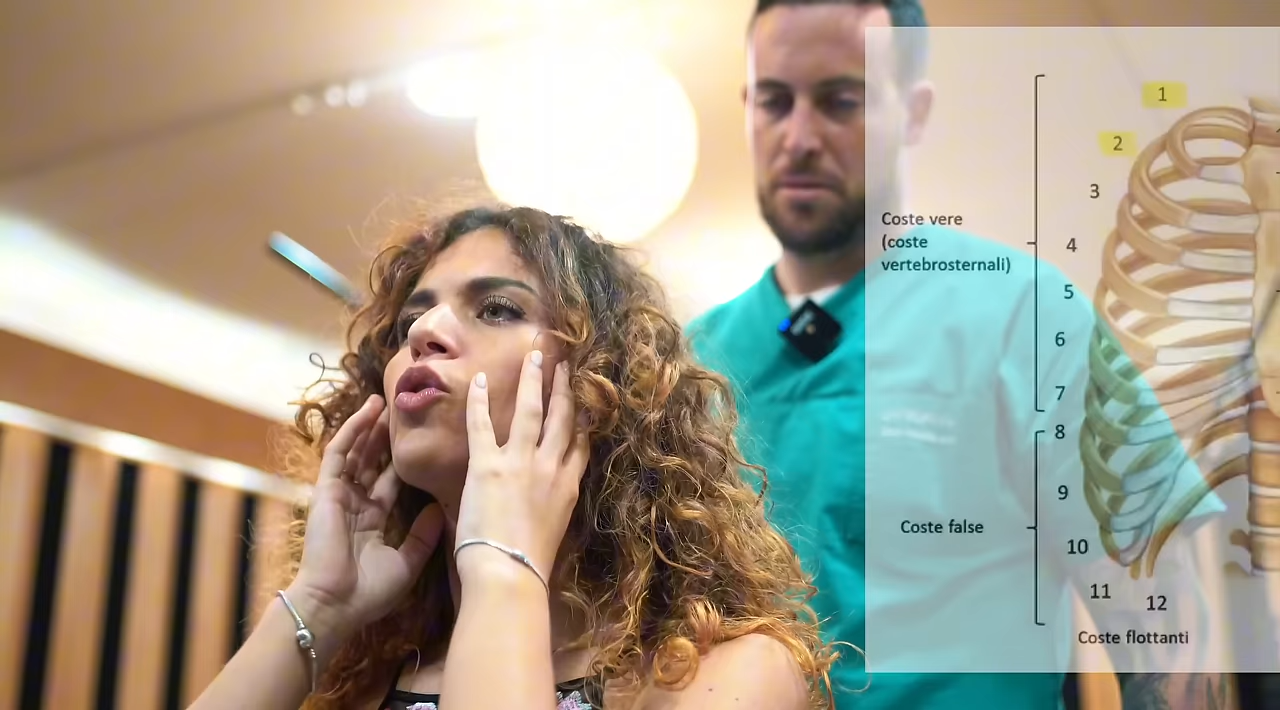 1
2
3
Coste vere
(coste
vertebrosternali)
4
5
6
7
8
9
Coste false
10
11
12
Coste flottanti